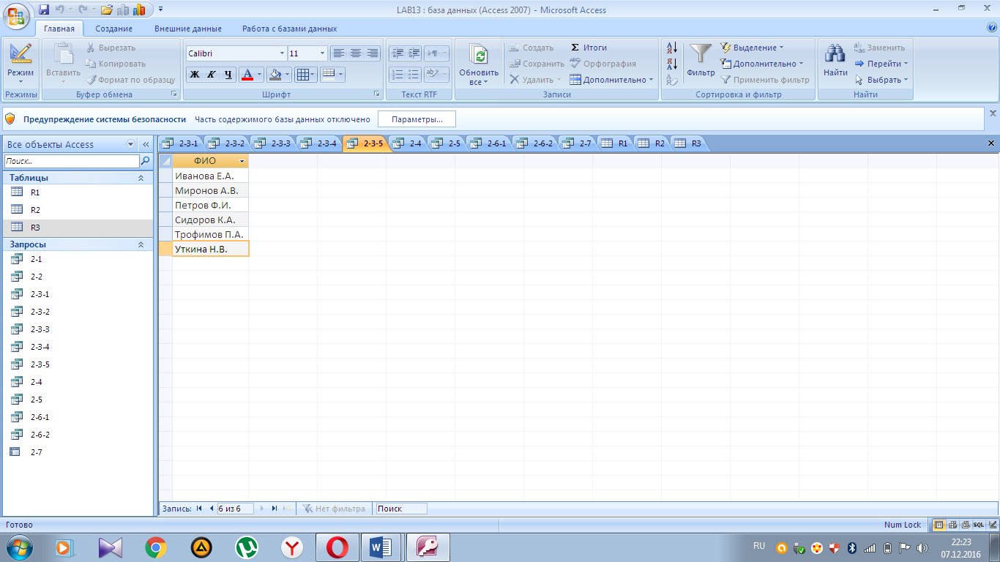 LAB13 : база данных (Access 2007) - Microsoft Access
Главная Создание Внешние данные Работа с базами данных
Режим
Режимы
Вставить
Вырезать
Копировать
Формат по образцу
Буфер обмена
Calibri 11
Ж К Ч А
Шрифт
Текст RTF
Обновить все
Создать
Сохранить
Удалить
Σ Итоги
Орфография
Дополнительно
Записи
Фильтр
Выделение
Дополнительно
Применить фильтр
Сортировка и фильтр
Найти
Заменить
Перейти
Выбрать
Найти
Предупреждение системы безопасности Часть содержимого базы данных отключено Параметры...
Все объекты Access
Поиск...
Таблицы
R1
R2
R3
Запросы
2-1
2-2
2-3-1
2-3-2
2-3-3
2-3-4
2-3-5
2-4
2-5
2-6-1
2-6-2
2-7
2-3-1 2-3-2 2-3-3 2-3-4 2-3-5 2-4 2-5 2-6-1 2-6-2 2-7 R1 R2 R3
ФИО
Иванова Е.А.
Миронов А.В.
Петров Ф.И.
Сидоров К.А.
Трофимов П.А.
Уткина Н.В.
Запись: 6 из 6 Нет фильтра Поиск
Готово Num Lock SQL
RU 22:23
07.12.2016